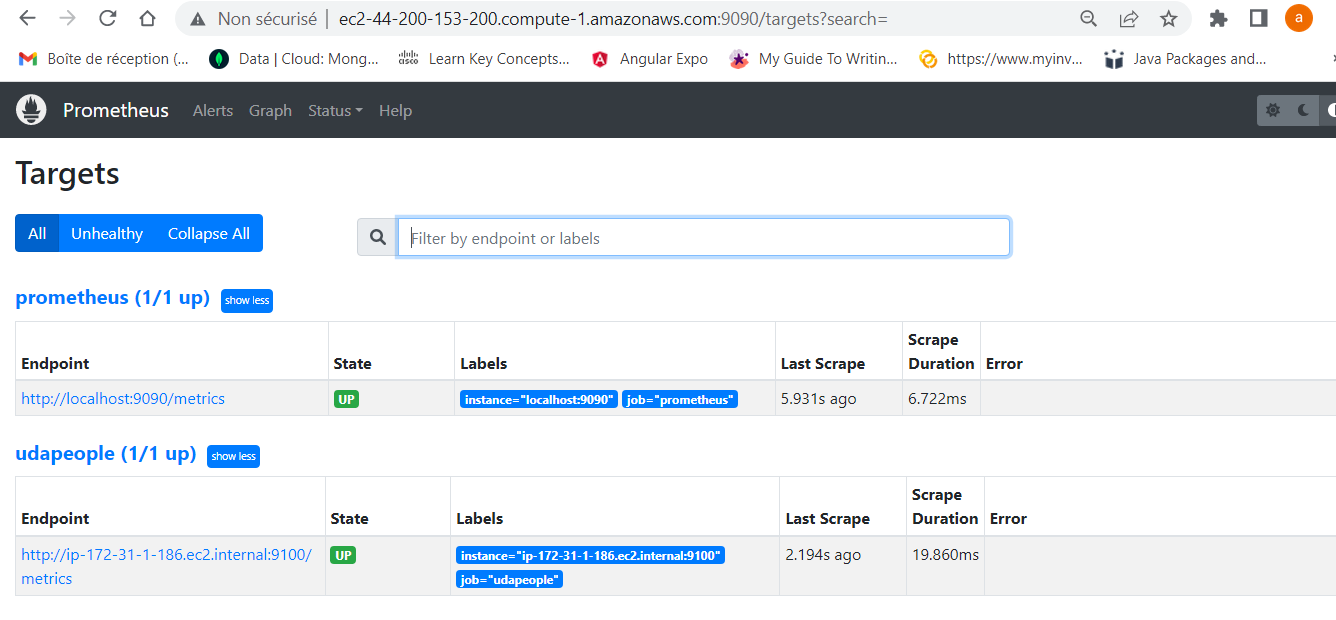 Non sécurisé | ec2-44-200-153-200.compute-1.amazonaws.com:9090/targets?search= a
Boîte de réception (... Data | Cloud: Mong... Learn Key Concepts... Angular Expo My Guide To Writin... https://www.myinv... Java Packages and...
Prometheus Alerts Graph Status Help
Targets
All Unhealthy Collapse All Filter by endpoint or labels
prometheus (1/1 up) show less
Endpoint State Labels Last Scrape Scrape Duration Error
http://localhost:9090/metrics UP instance="localhost:9090" job="prometheus" 5.931s ago 6.722ms
udapeople (1/1 up) show less
Endpoint State Labels Last Scrape Scrape Duration Error
http://ip-172-31-1-186.ec2.internal:9100/ UP instance="ip-172-31-1-186.ec2.internal:9100" 2.194s ago 19.860ms
metrics job="udapeople"